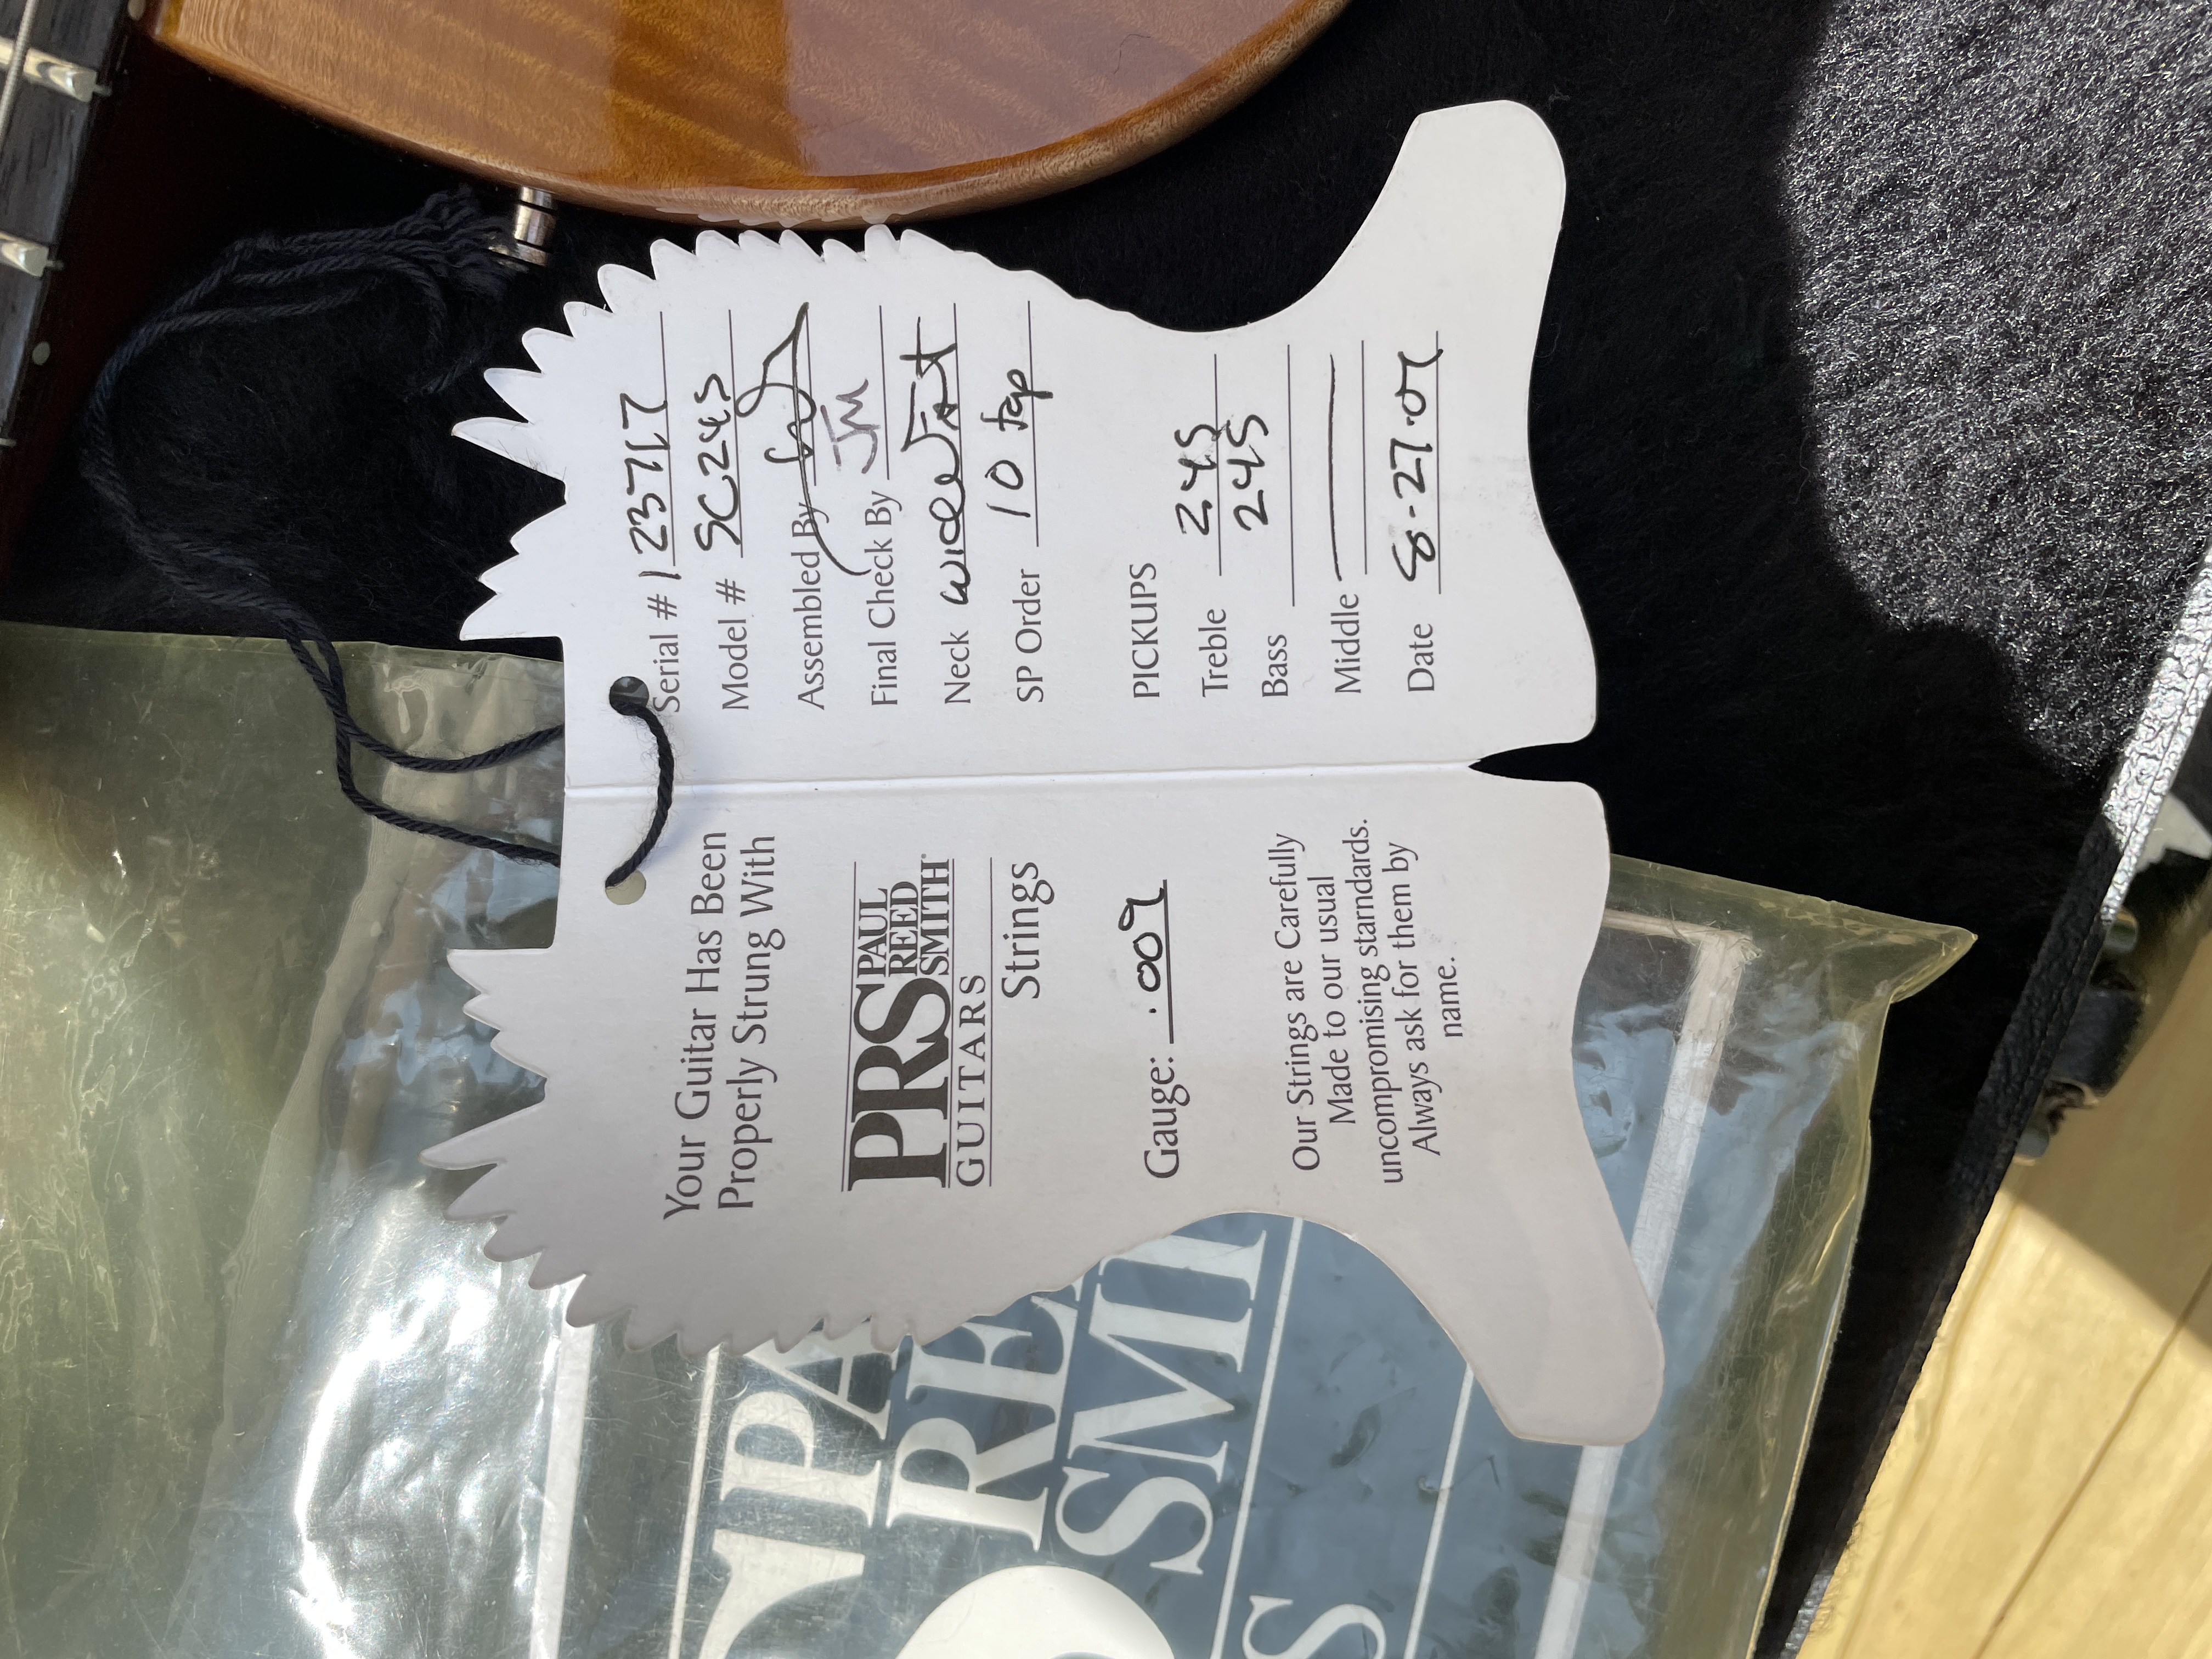 Your Guitar Has Been
Properly Strung With
PRS PAUL
REED
SMITH
GUITARS
Strings
Gauge: .009
Our Strings are Carefully
Made to our usual
uncompromising starndards.
Always ask for them by
name.
Serial # 123717
Model # SC245
Assembled By
Final Check By JM
Neck Wide Fat
SP Order 10 top
PICKUPS
Treble 245
Bass 245
Middle
Date 8-27-07
PA
RE
SMI
S